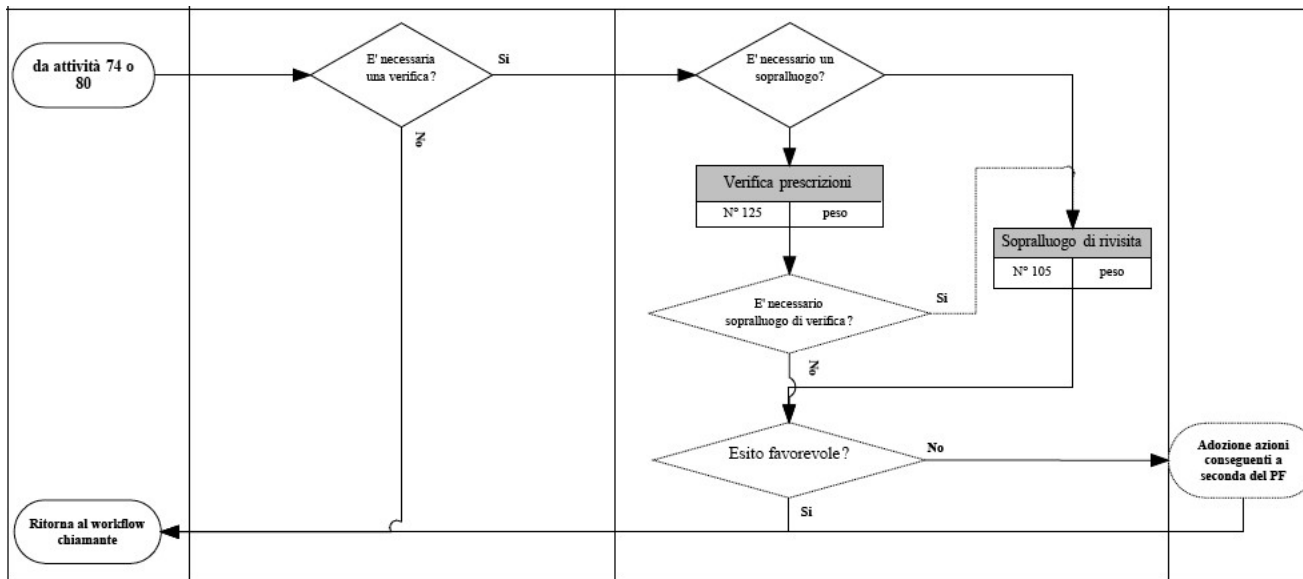 da attività 74 o
80
E' necessaria
una verifica?
Si
E' necessario un
sopralluogo?
No
Verifica prescrizioni
N° 125
peso
Sopralluogo di rivisita
N° 105
peso
E' necessario
sopralluogo di verifica?
Si
No
Esito favorevole?
No
Adozione azioni
conseguenti a
seconda del PF
Si
Ritorna al workflow
chiamante